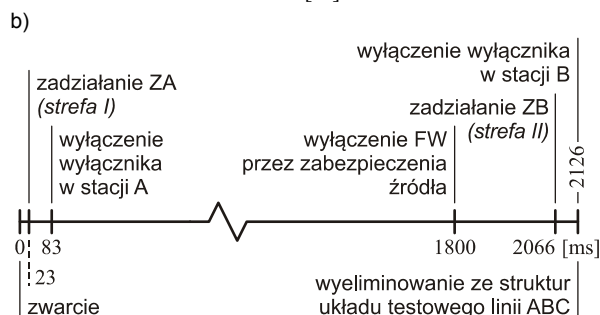 b)
wyłączenie wyłącznika
w stacji B
zadziałanie ZA
(strefa I)
zadziałanie ZB
(strefa II)
wyłączenie
wyłącznika
w stacji A
wyłączenie FW
przez zabezpieczenia
źródła
2126
0 83 1800 2066 [ms]
23
zwarcie
wyeliminowanie ze struktur
układu testowego linii ABC